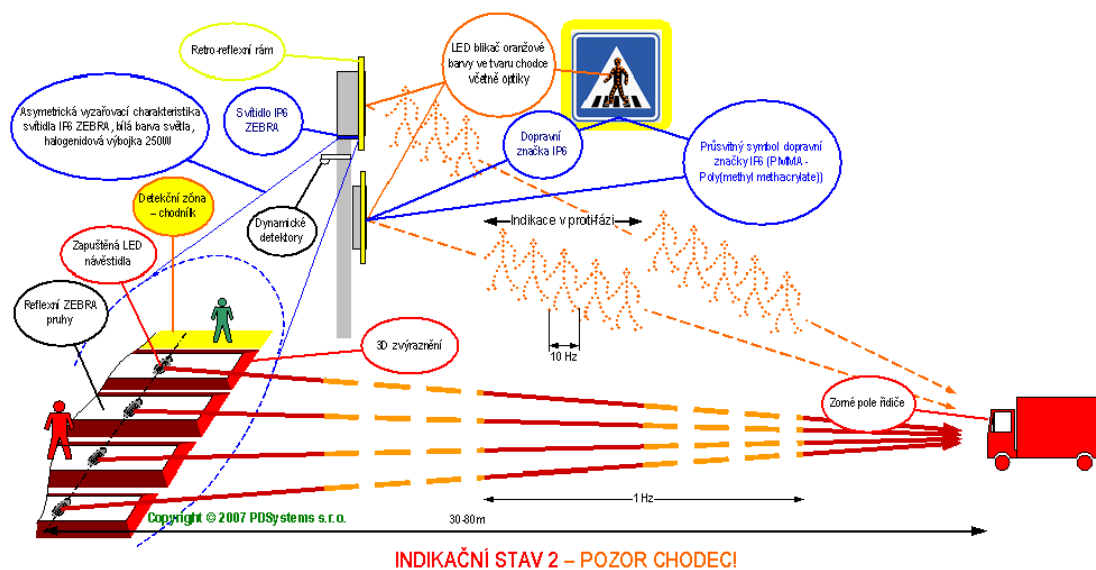 Retro-reflexní rám
LED blikač oranžové
barvy ve tvaru chodce
včetně optiky
Asymetrická vyzařovací charakteristika
svítidla IP6 ZEBRA, bílá barva světla,
halogenidová výbojka 250W
Svítidlo IP6
ZEBRA
Dopravní
značka IP6
Průsvitný symbol dopravní
značky IP6 (PMMA -
Poly(methyl methacrylate))
Detekční zóna
– chodník
Dynamické
detektory
Indikace v protifázi
Zapuštěná LED
návěstidla
Reflexní ZEBRA
pruhy
3D zvýraznění
10 Hz
Zorné pole řidiče
1 Hz
Copyright © 2007 PDSystems s.r.o.
30-80m
INDIKAČNÍ STAV 2 – POZOR CHODEC!